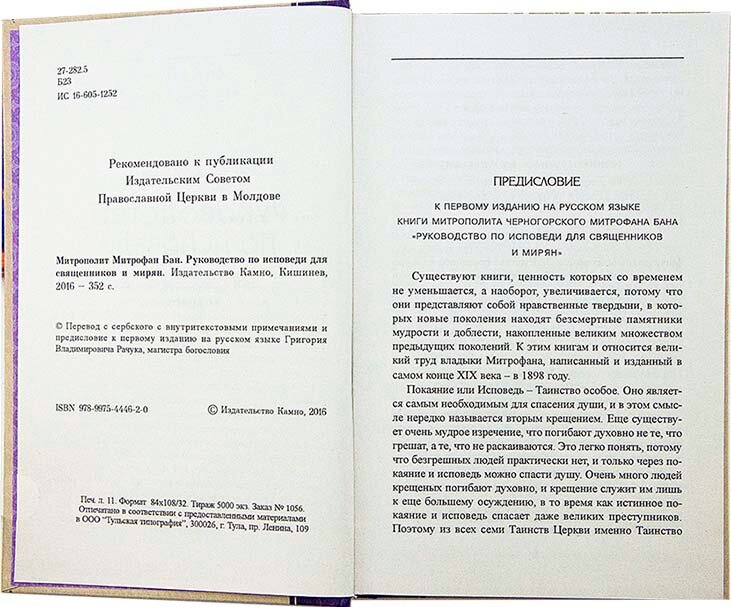 27-282.5
Б23
ИС 16-605-1252
Рекомендовано к публикации
Издательским Советом
Православной Церкви в Молдове
Митрополит Митрофан Бан. Руководство по исповеди для
священников и мирян. Издательство Камно, Кишинев,
2016 – 352 с.
© Перевод с сербского с внутритекстовыми примечаниями и
предисловие к первому изданию на русском языке Григория
Владимировича Рачука, магистра богословия
ISBN 978-9975-4446-2-0 © Издательство Камно, 2016
Печ. л. 11. Формат 84х108/32. Тираж 5000 экз. Заказ № 1056.
Отпечатано в соответствии с предоставленными материалами
в ООО "Тульская типография", 300026, г. Тула, пр. Ленина, 109
ПРЕДИСЛОВИЕ
К ПЕРВОМУ ИЗДАНИЮ НА РУССКОМ ЯЗЫКЕ
КНИГИ МИТРОПОЛИТА ЧЕРНОГОРСКОГО МИТРОФАНА БАНА
«РУКОВОДСТВО ПО ИСПОВЕДИ ДЛЯ СВЯЩЕННИКОВ
И МИРЯН»
Существуют книги, ценность которых со временем
не уменьшается, а наоборот, увеличивается, потому что
они представляют собой нравственные твердыни, в кото-
рых новые поколения находят бессмертные памятники
мудрости и доблести, накопленные великим множеством
предыдущих поколений. К этим книгам и относится вели-
кий труд владыки Митрофана, написанный и изданный в
самом конце XIX века – в 1898 году.
Покаяние или Исповедь – Таинство особое. Оно являет-
ся самым необходимым для спасения души, и в этом смыс-
ле нередко называется вторым крещением. Еще существу-
ет очень мудрое изречение, что погибают духовно не те, что
грешат, а те, что не раскаиваются. Это легко понять, потому
что безгрешных людей практически нет, и только через по-
каяние и исповедь можно спасти душу. Очень много людей
крещеных погибают духовно, и крещение служит им лишь
к еще большему осуждению, в то время как истинное по-
каяние и исповедь спасает даже великих преступников.
Поэтому из всех семи Таинств Церкви именно Таинство